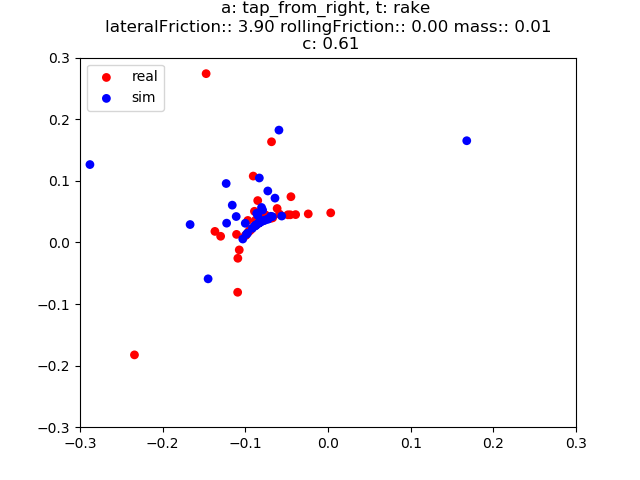 a: tap_from_right, t: rake
lateralFriction:: 3.90 rollingFriction:: 0.00 mass:: 0.01
c: 0.61
real
sim
0.3
0.2
0.1
0.0
−0.1
−0.2
−0.3
−0.3 −0.2 −0.1 0.0 0.1 0.2 0.3